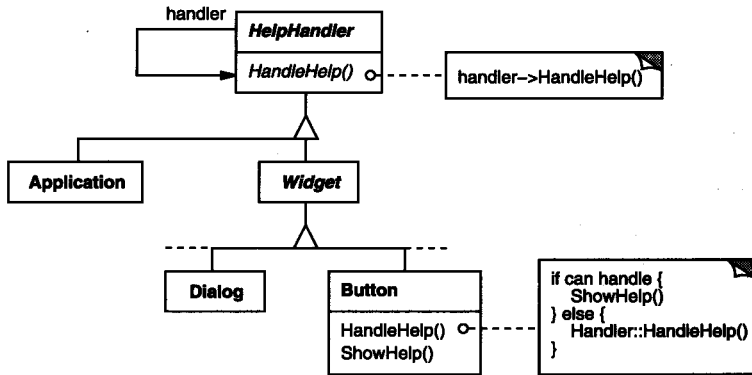 handler
HelpHandler
HandleHelp()
handler–>HandleHelp()
Application
Widget
Dialog
Button
HandleHelp()
ShowHelp()
if can handle {
ShowHelp()
} else {
Handler::HandleHelp()
}